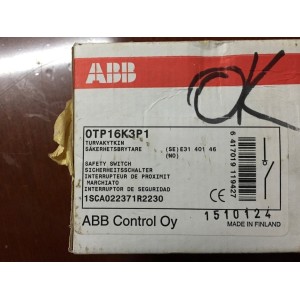 ABB
OK
OTP16K3P1
TURVAKYTKIN
SÄKERHETSBRYTARE (SE)E31 401 46
(NO)
SAFETY SWITCH
SICHERHEITSSCHALTER
INTERRUPTEUR DE PROXIMIT
MARCHIATO
INTERRUPTOR DE SEGURIDAD
1SCA022371R2230
6 417019 119427
ABB Control Oy
1510124
MADE IN FINLAND